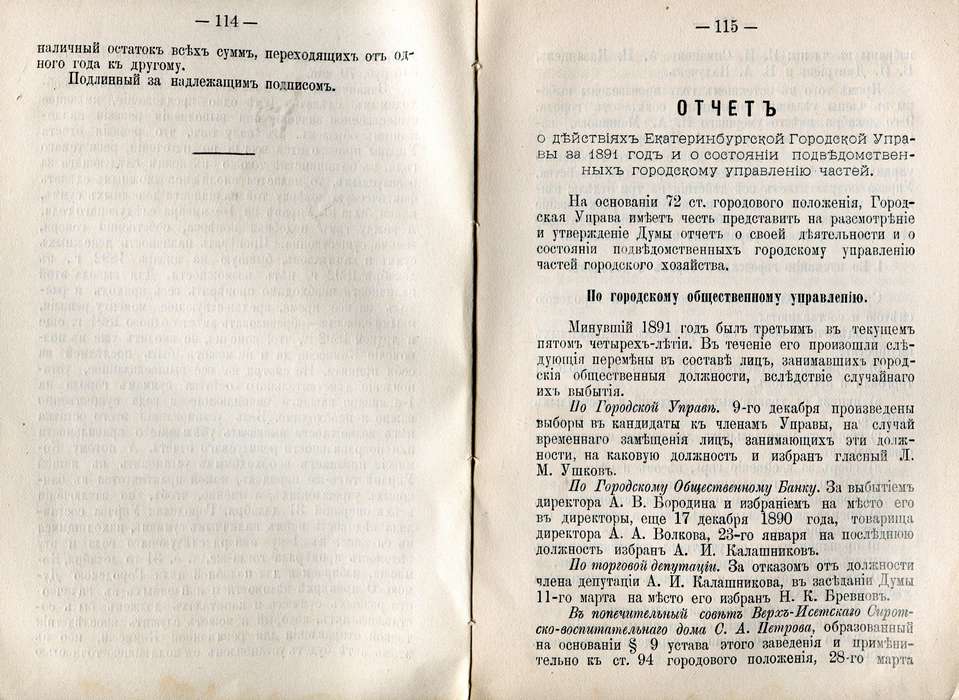 — 114 —
наличный остатокъ всѣхъ суммъ, переходящихъ отъ од-
ного года къ другому.
Подлинный за надлежащимъ подписомъ.
— 115 —
ОТЧЕТЪ
о дѣйствіяхъ Екатеринбургской Городской Упра-
вы за 1891 годъ и о состояніи подвѣдомствен-
ныхъ городскому управленію частей.
На основаніи 72 ст. городового положенія, Город-
ская Управа имѣетъ честь представить на разсмотрѣніе
и утвержденіе Думы отчетъ о своей дѣятельности и о
состояніи подвѣдомственныхъ городскому управленію
частей городского хозяйства.
По городскому общественному управленію.
Минувшій 1891 годъ былъ третьимъ въ текущемъ
пятомъ четырехъ-лѣтіи. Въ теченіе его произошли слѣ-
дующія перемѣны въ составѣ лицъ, занимавшихъ город-
скія общественныя должности, вслѣдствіе случайнаго
ихъ выбытія.
По Городской Управѣ. 9-го декабря произведены
выборы въ кандидаты къ членамъ Управы, на случай
временнаго замѣщенія лицъ, занимающихъ эти долж-
ности, на каковую должность и избранъ гласный Л.
М. Ушковъ.
По Городскому Общественному Банку. За выбытіемъ
директора А. В. Бородина и избраніемъ на мѣсто его
въ директоры, еще 17 декабря 1890 года, товарища
директора А. А. Волкова, 23-го января на послѣднюю
должность избранъ А. И. Калашниковъ.
По торговой депутаціи. За отказомъ отъ должности
члена депутаціи А. И. Калашникова, въ засѣданіи Думы
11-го марта на мѣсто его избранъ Н. К. Бревновъ.
Въ попечительный совѣтъ Верхъ-Исетскаго Сирот-
ско-воспитательнаго дома С. А. Петрова, образованный
на основаніи § 9 устава этого заведенія и примѣни-
тельно къ ст. 94 городового положенія, 28-го марта